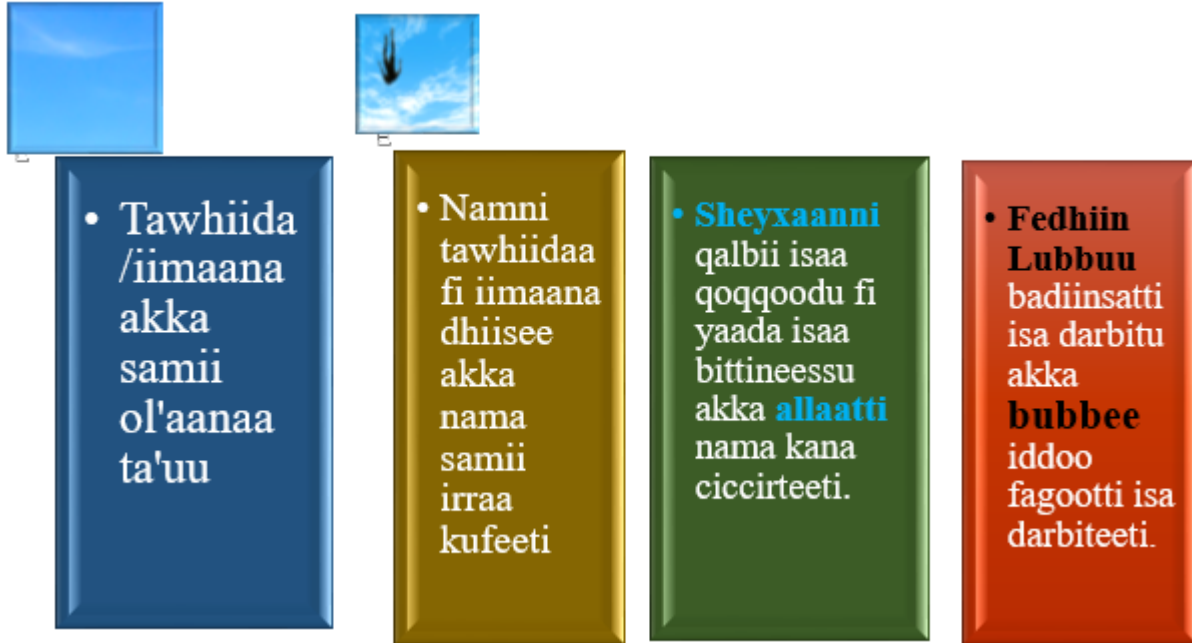 • Tawhiida
/iimaana
akka
samii
ol'aanaa
ta'uu
• Namni
tawhiidaa
fi iimaana
dhiisee
akka
nama
samii
irraa
kufeeti
• Sheyxaanni
qalbii isaa
qoqqoodu fi
yaada isaa
bittineessu
akka allaatti
nama kana
ciccirteeti.
• Fedhiin
Lubbuu
badiinsatti
isa darbitu
akka
bubbee
iddoo
fagootti isa
darbiteeti.